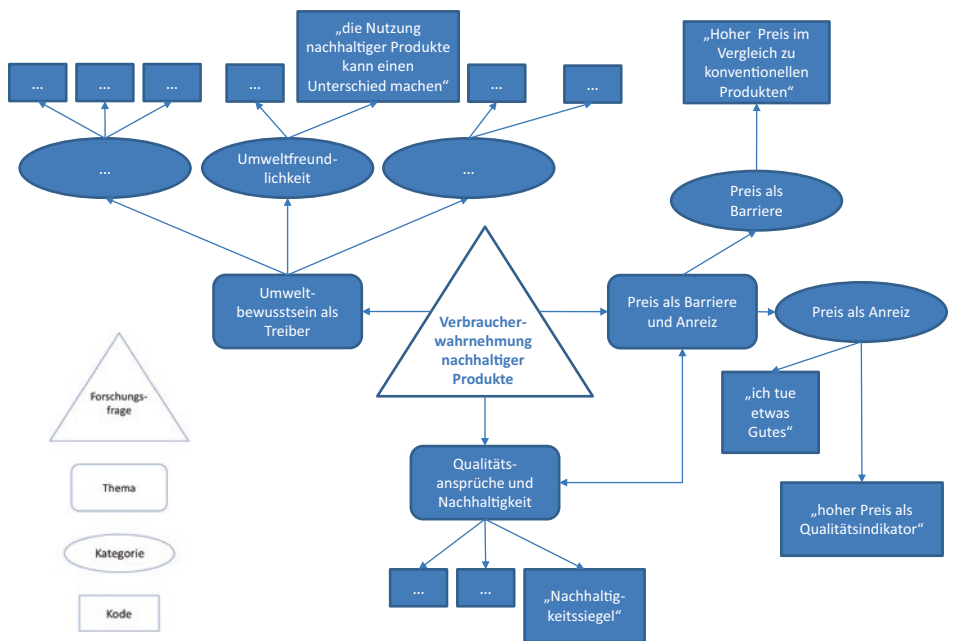 „die Nutzung
nachhaltiger Produkte
kann einen
Unterschied machen“
„Hoher Preis im
Vergleich zu
konventionellen
Produkten“
...
...
...
...
...
...
...
Umweltfreund-
lichkeit
...
Preis als
Barriere
Umwelt-
bewusstsein als
Treiber
Verbraucher-
wahrnehmung
nachhaltiger
Produkte
Preis als Barriere
und Anreiz
Preis als Anreiz
„ich tue
etwas
Gutes“
„hoher Preis als
Qualitätsindikator“
Qualitäts-
ansprüche und
Nachhaltigkeit
...
...
„Nachhaltig-
keitssiegel“
Forschungs-
frage
Thema
Kategorie
Kode